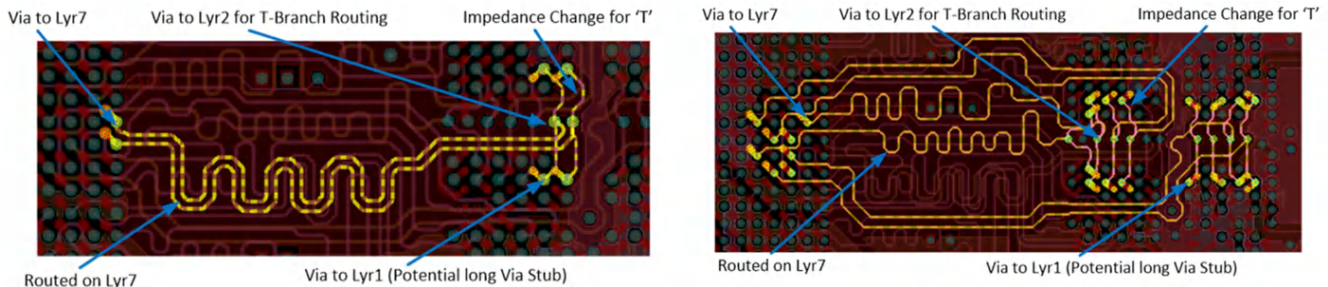 Via to Lyr7
Via to Lyr2 for T-Branch Routing
Impedance Change for ‘T’
Routed on Lyr7
Via to Lyr1 (Potential long Via Stub)
Via to Lyr7
Via to Lyr2 for T-Branch Routing
Impedance Change for ‘T’
Routed on Lyr7
Via to Lyr1 (Potential long Via Stub)